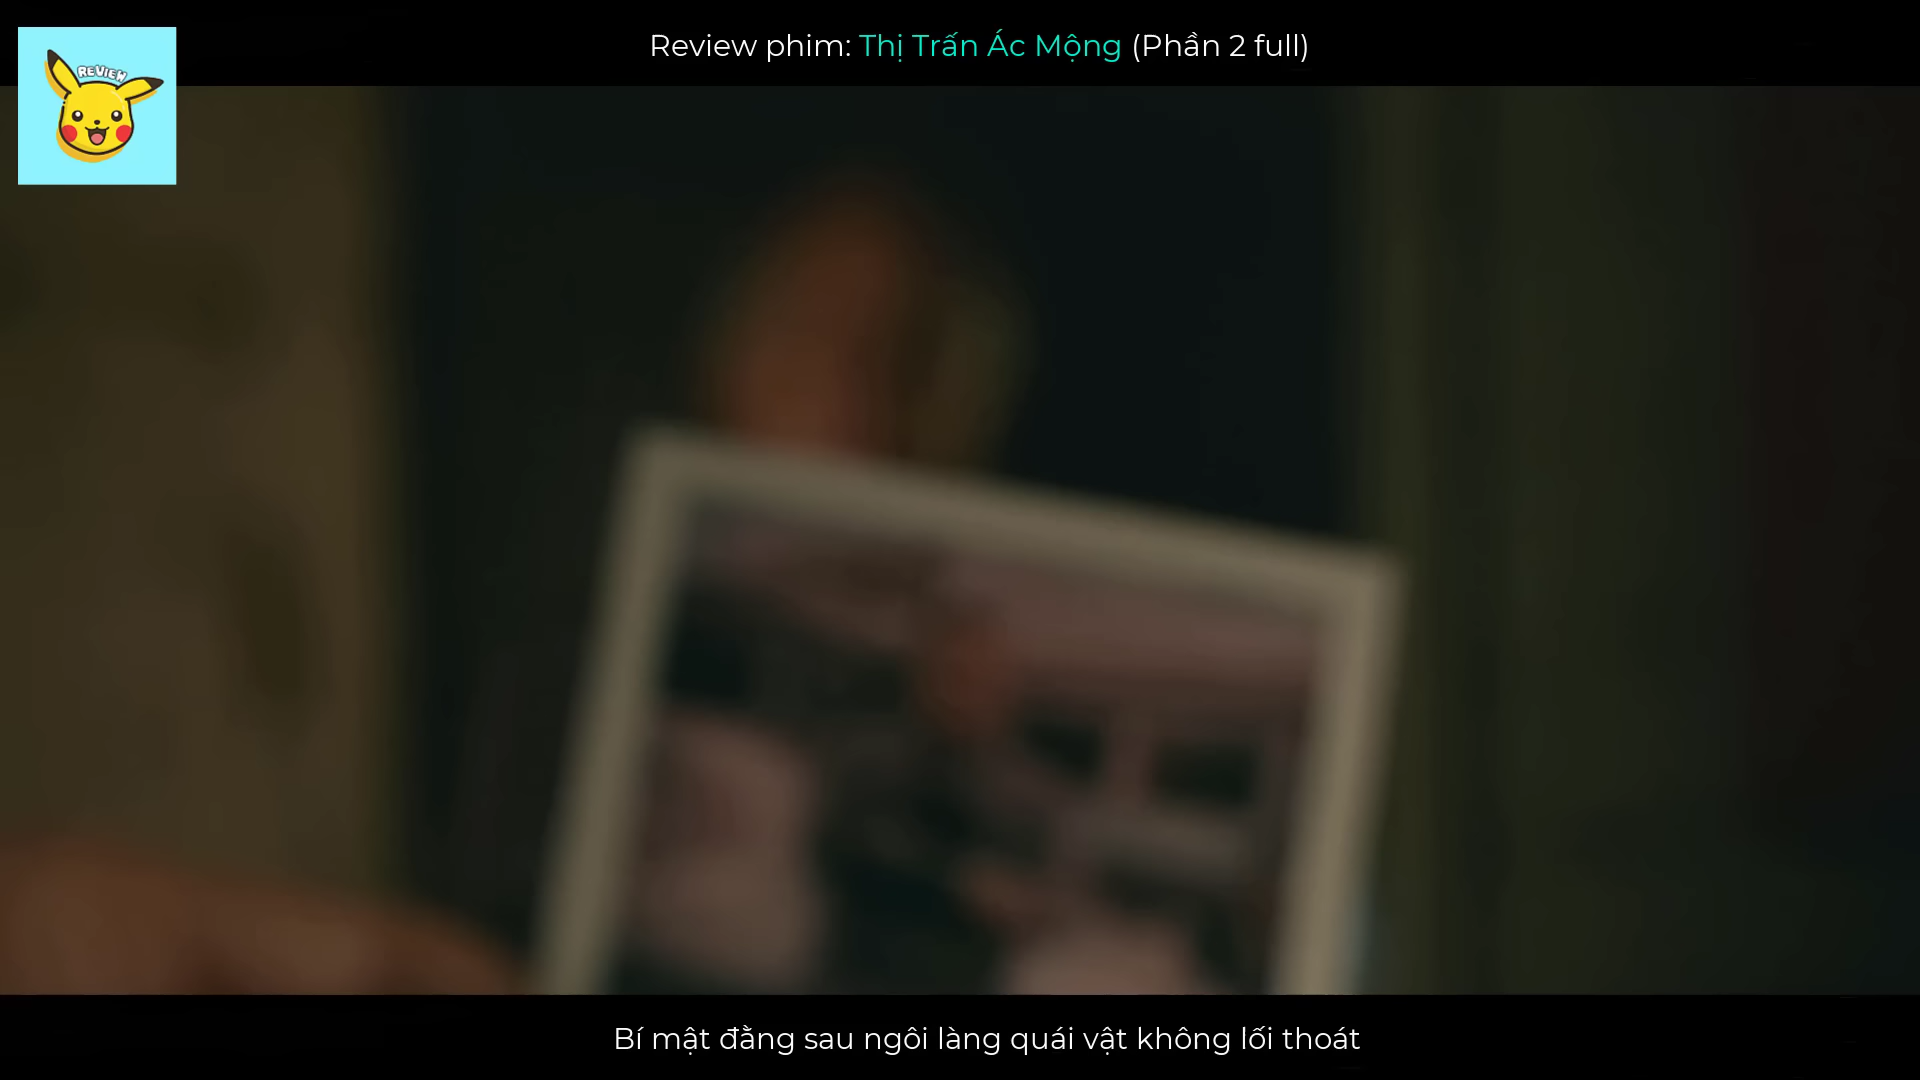 Review phim: Thị Trấn Ác Mộng (Phần 2 full)
REVIEW
Bí mật đằng sau ngôi làng quái vật không lối thoát